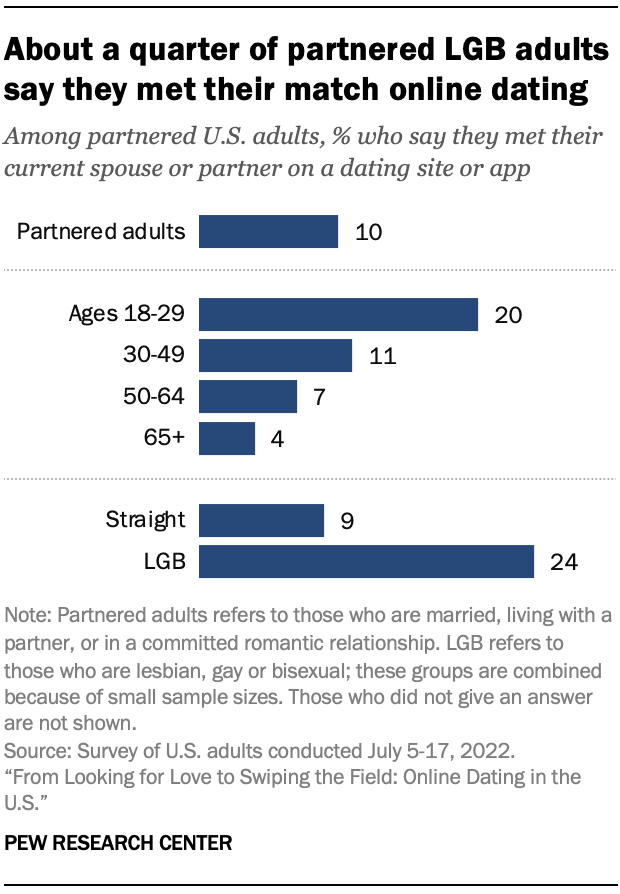 About a quarter of partnered LGB adults
say they met their match online dating
Among partnered U.S. adults, % who say they met their
current spouse or partner on a dating site or app
Partnered adults 10
Ages 18-29 20
30-49 11
50-64 7
65+ 4
Straight 9
LGB 24
Note: Partnered adults refers to those who are married, living with a
partner, or in a committed romantic relationship. LGB refers to
those who are lesbian, gay or bisexual; these groups are combined
because of small sample sizes. Those who did not give an answer
are not shown.
Source: Survey of U.S. adults conducted July 5-17, 2022.
“From Looking for Love to Swiping the Field: Online Dating in the
U.S.”
PEW RESEARCH CENTER